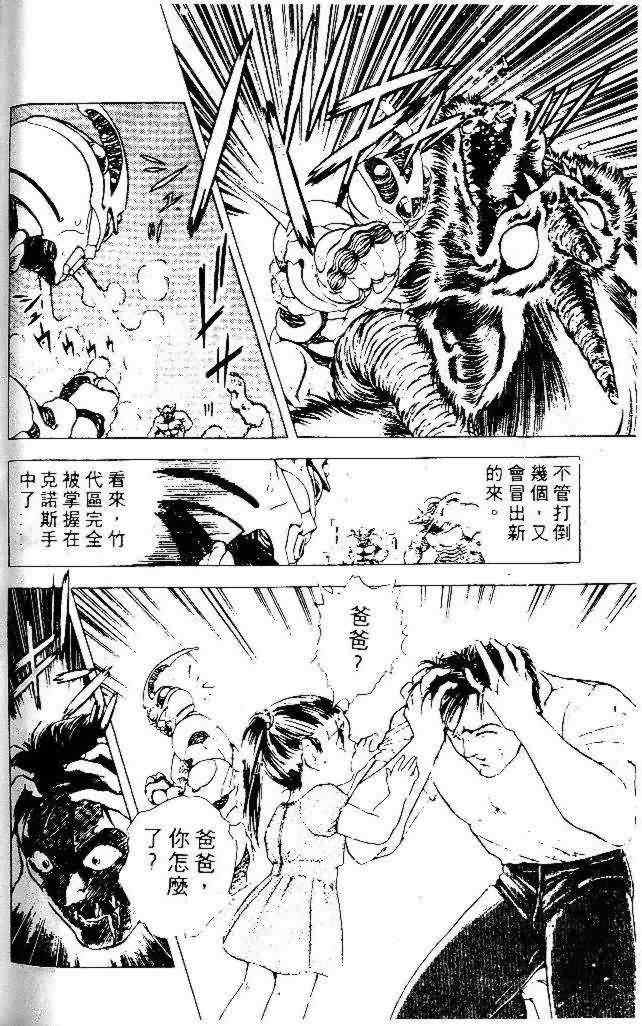 不管打倒
幾個，又
會冒出新
的來。
看來，竹
代區完全
被掌握在
克諾斯手
中了…
爸爸？
爸爸，
你怎麼
了？